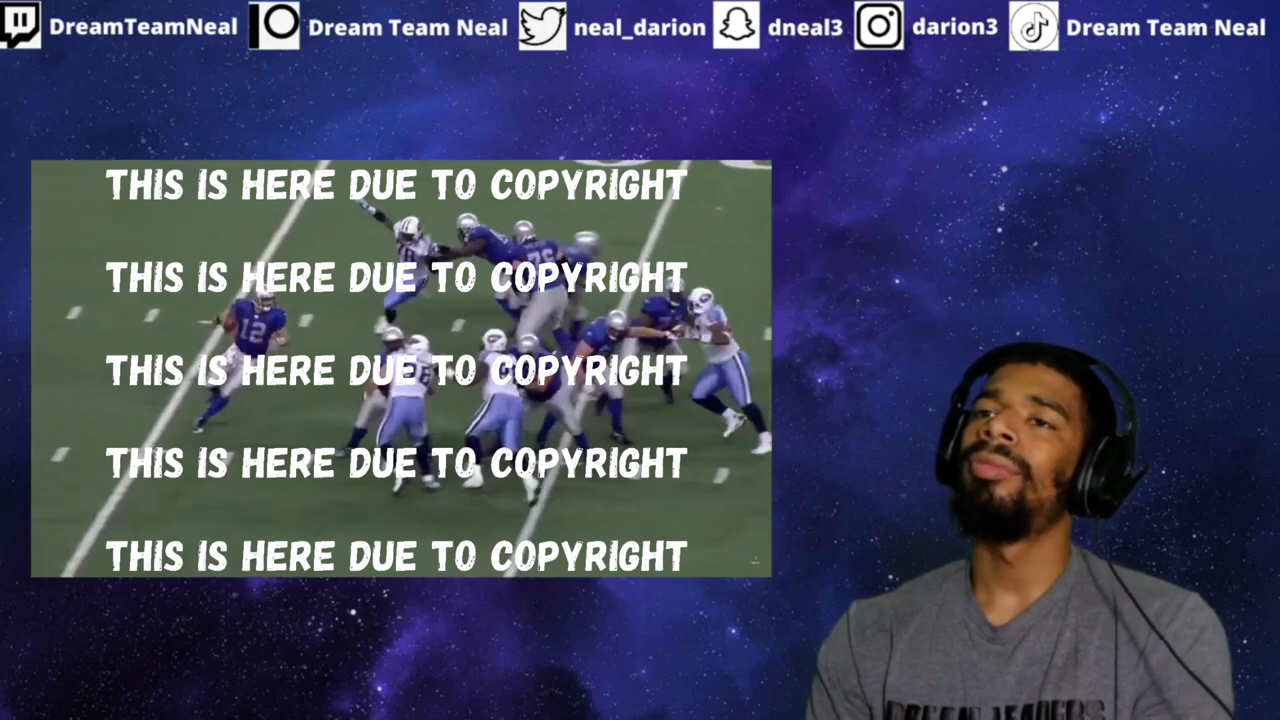 DreamTeamNeal Dream Team Neal neal_darion dneal3 darion3 Dream Team Neal
THIS IS HERE DUE TO COPYRIGHT
THIS IS HERE DUE TO COPYRIGHT
THIS IS HERE DUE TO COPYRIGHT
12
THIS IS HERE DUE TO COPYRIGHT
THIS IS HERE DUE TO COPYRIGHT
DREAM LEADERS